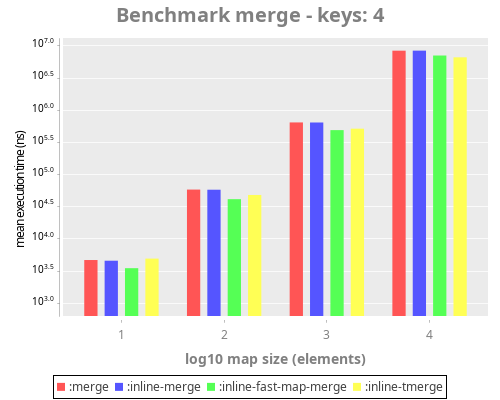 Benchmark merge - keys: 4
mean execution time (ns)
10^7.0
10^6.5
10^6.0
10^5.5
10^5.0
10^4.5
10^4.0
10^3.5
10^3.0
1 2 3 4
log10 map size (elements)
:merge :inline-merge :inline-fast-map-merge :inline-tmerge